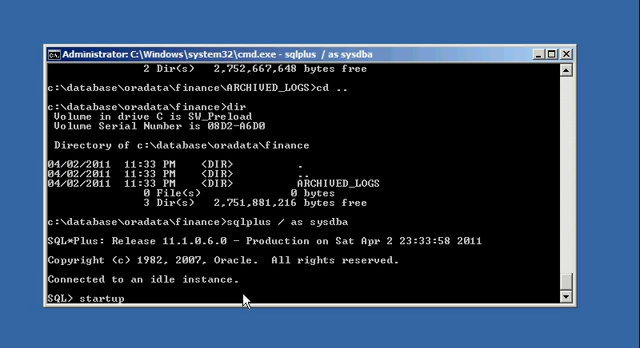 Administrator: C:\Windows\system32\cmd.exe - sqlplus / as sysdba
2 Dir(s) 2,752,667,648 bytes free
c:\database\oradata\finance\ARCHIVED_LOGS>cd ..
c:\database\oradata\finance>dir
Volume in drive C is SW_Preload
Volume Serial Number is 08D2-A6D0
Directory of c:\database\oradata\finance
04/02/2011 11:33 PM <DIR> .
04/02/2011 11:33 PM <DIR> ..
04/02/2011 11:33 PM <DIR> ARCHIVED_LOGS
0 File(s) 0 bytes
3 Dir(s) 2,751,881,216 bytes free
c:\database\oradata\finance>sqlplus / as sysdba
SQL*Plus: Release 11.1.0.6.0 - Production on Sat Apr 2 23:33:58 2011
Copyright (c) 1982, 2007, Oracle. All rights reserved.
Connected to an idle instance.
SQL> startup